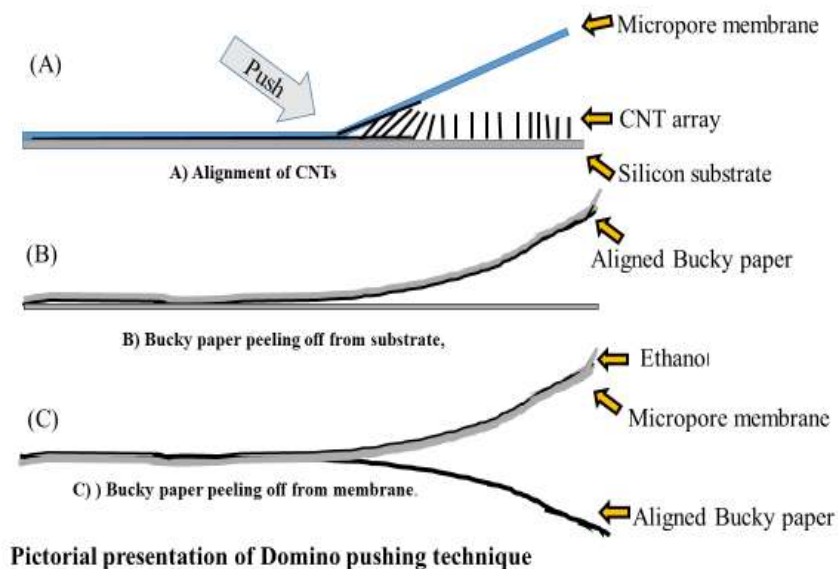 Micropore membrane
(A)
Push
CNT array
A) Alignment of CNTs
Silicon substrate
(B)
Aligned Bucky paper
B) Bucky paper peeling off from substrate,
Ethanol
Micropore membrane
(C)
C) ) Bucky paper peeling off from membrane.
Aligned Bucky paper
Pictorial presentation of Domino pushing technique